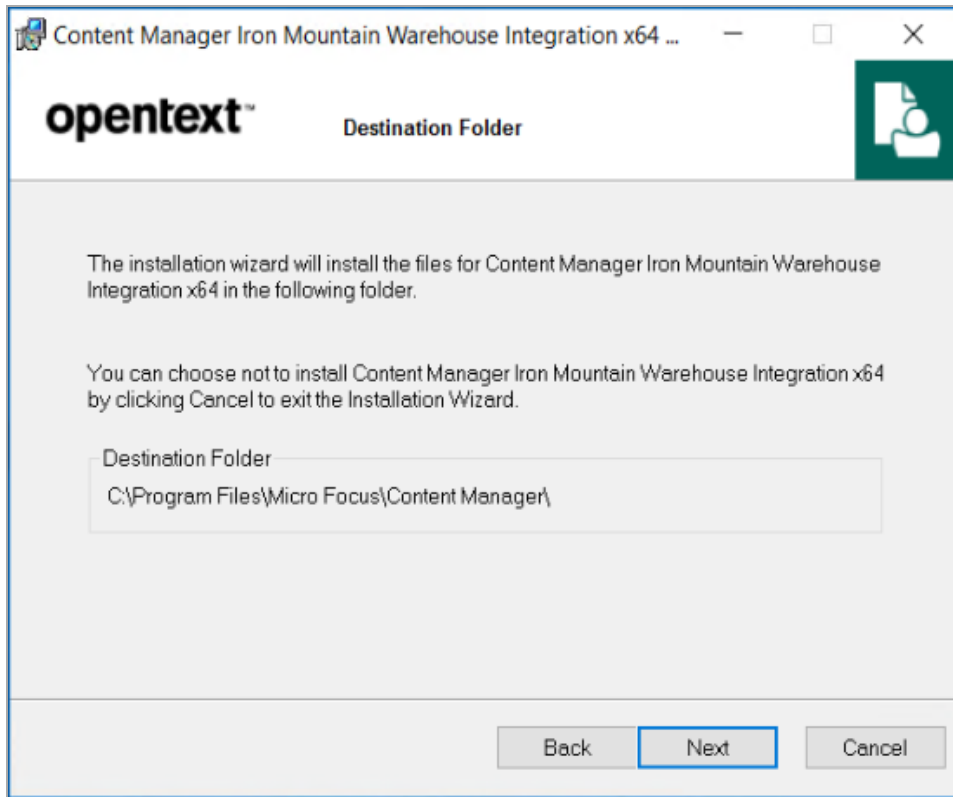 Content Manager Iron Mountain Warehouse Integration x64 ...
opentext™
Destination Folder
The installation wizard will install the files for Content Manager Iron Mountain Warehouse
Integration x64 in the following folder.
You can choose not to install Content Manager Iron Mountain Warehouse Integration x64
by clicking Cancel to exit the Installation Wizard.
Destination Folder
C:\Program Files\Micro Focus\Content Manager\
Back Next Cancel